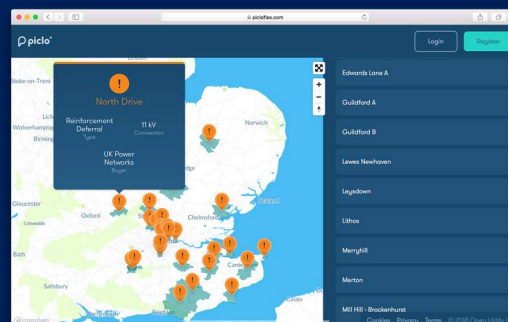 picloflex.com
piclo
Login
Register
Stoke-on-Trent
North Drive
Reinforcement
Deferral
Type
11 kV
Connection
UK Power
Networks
Buyer
Wolverhampton
Norwich
Gloucester
Cotswolds
Oxford
Chelmsford
Bath
Salisbury
Calais
Edwards Lane A
Guildford A
Guildford B
Lewes Newhaven
Leysdown
Lithos
Merryhill
Merton
Mill Hill - Brockenhurst
Cookies Privacy Terms © 2018 Open Utility